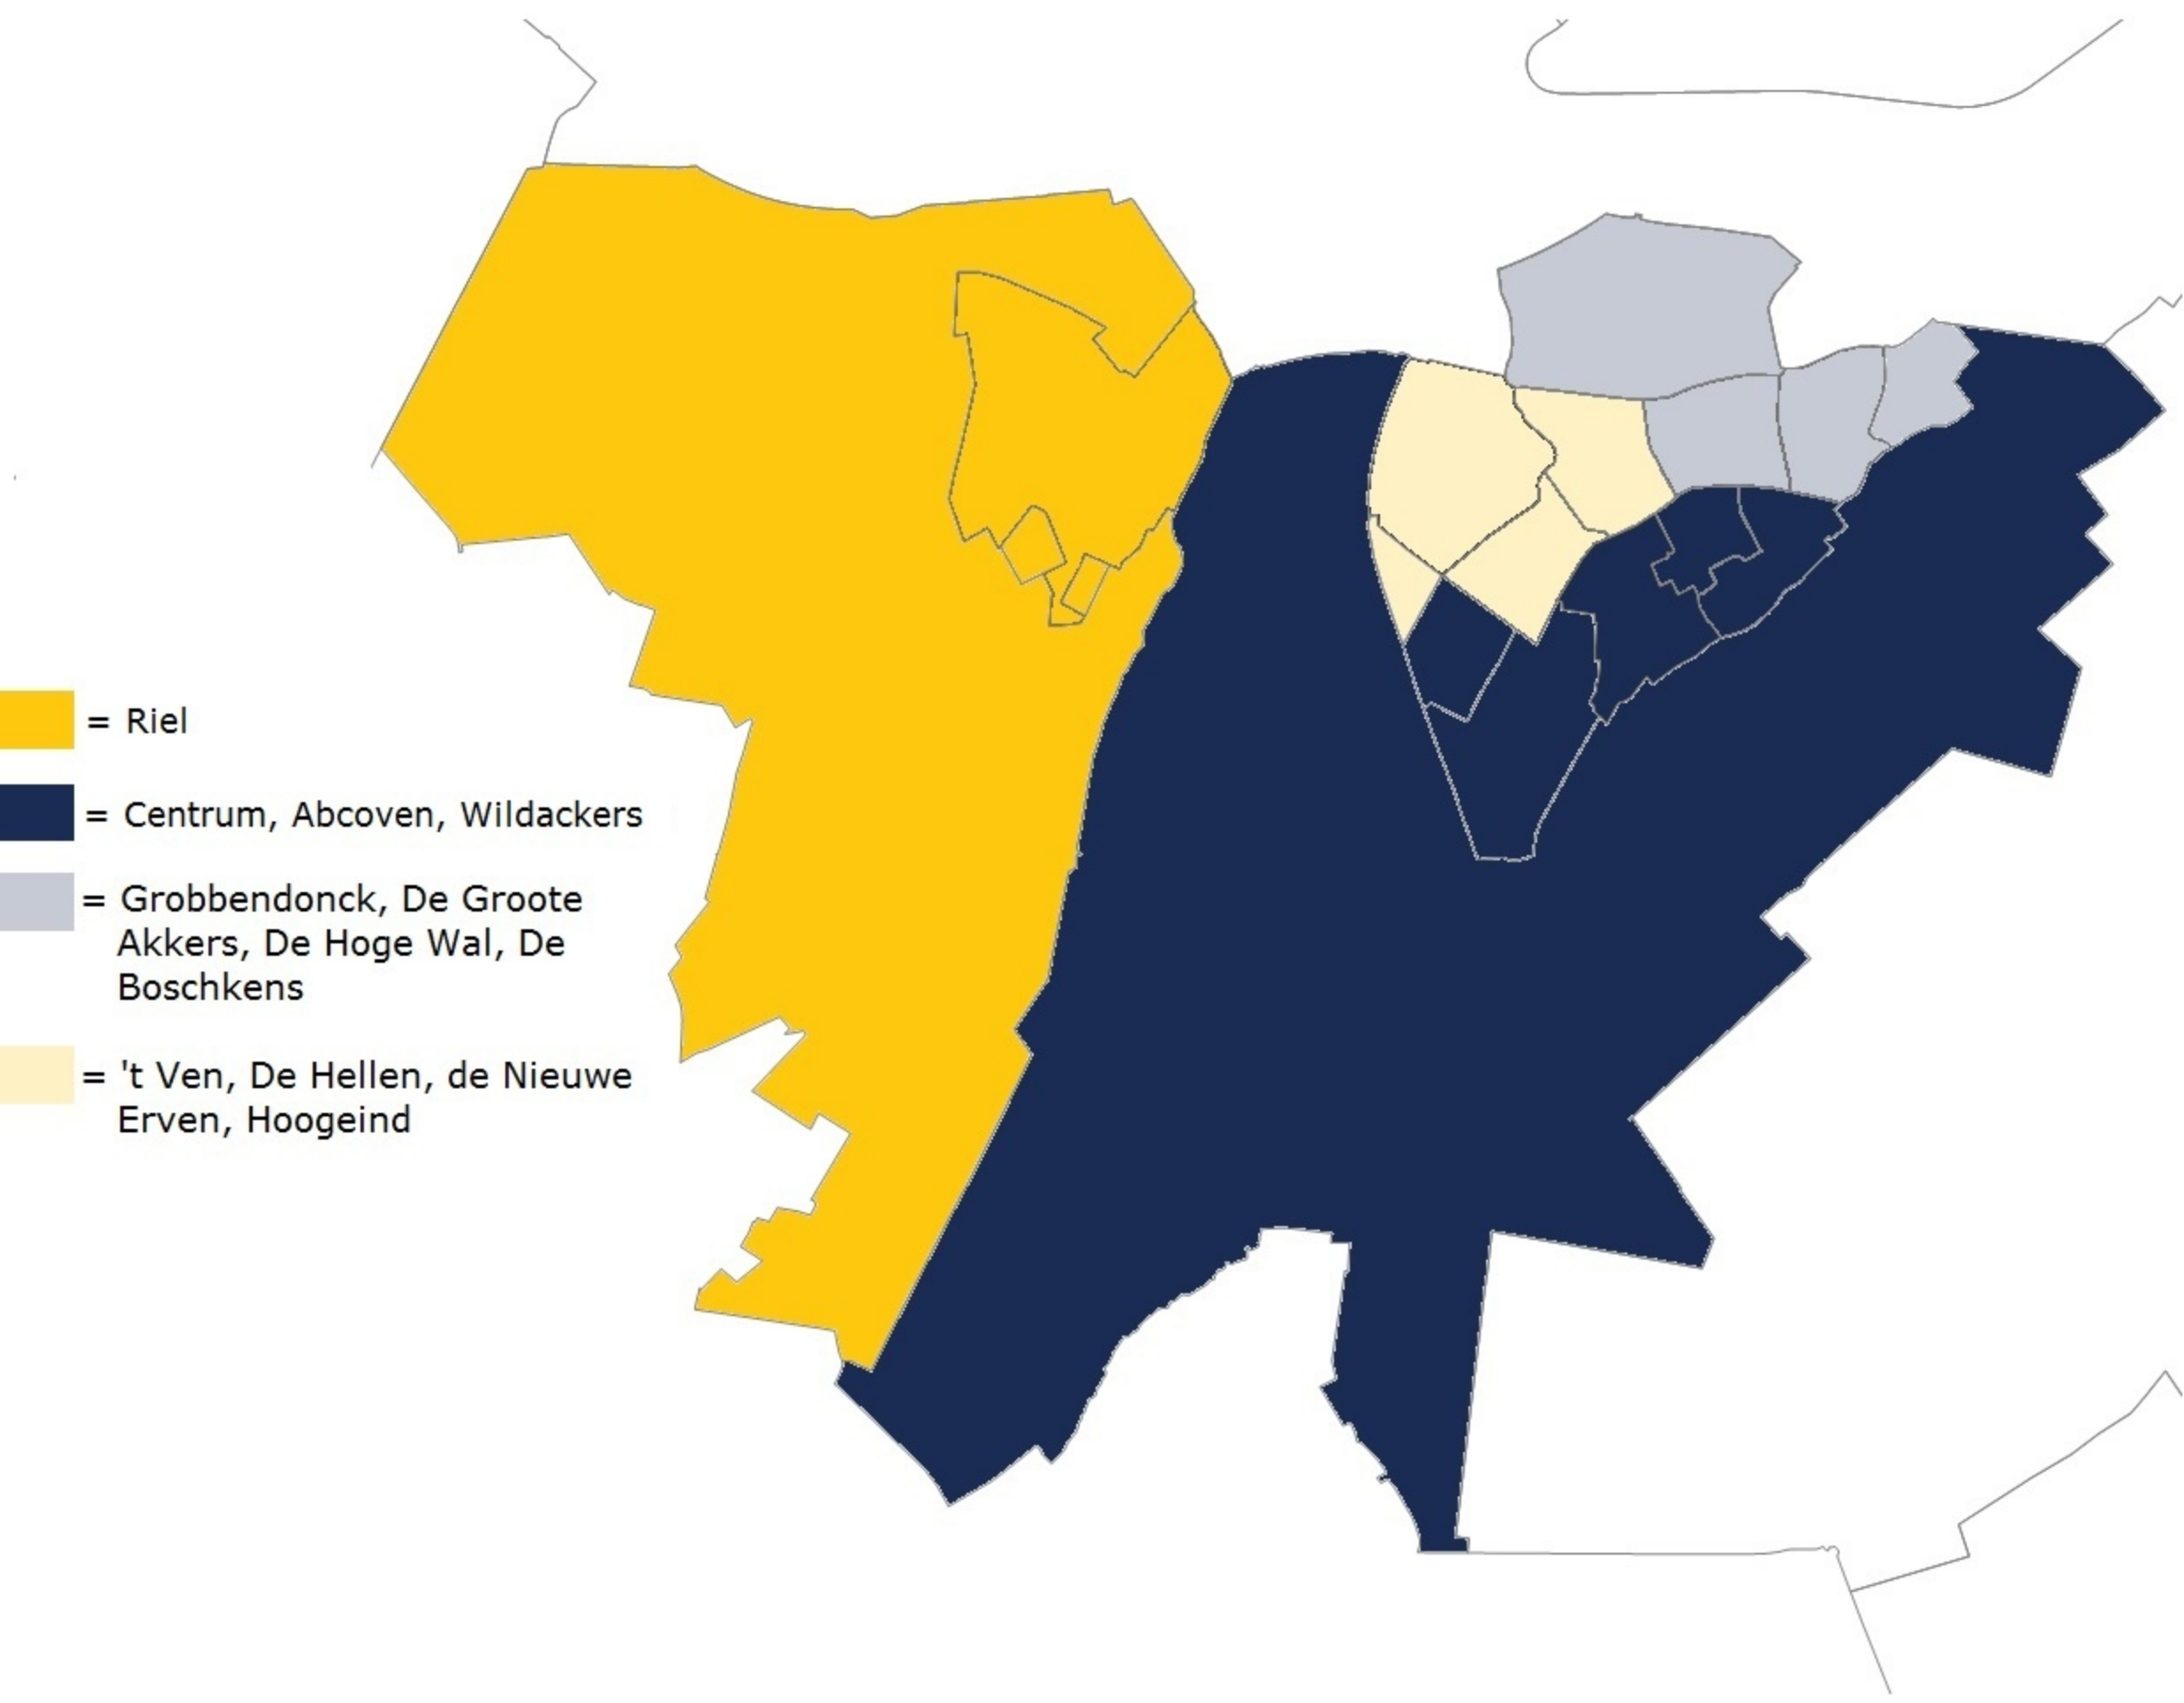 = Riel
= Centrum, Abcoven, Wildackers
= Grobbendonck, De Groote
Akkers, De Hoge Wal, De
Boschkens
= 't Ven, De Hellen, de Nieuwe
Erven, Hoogeind